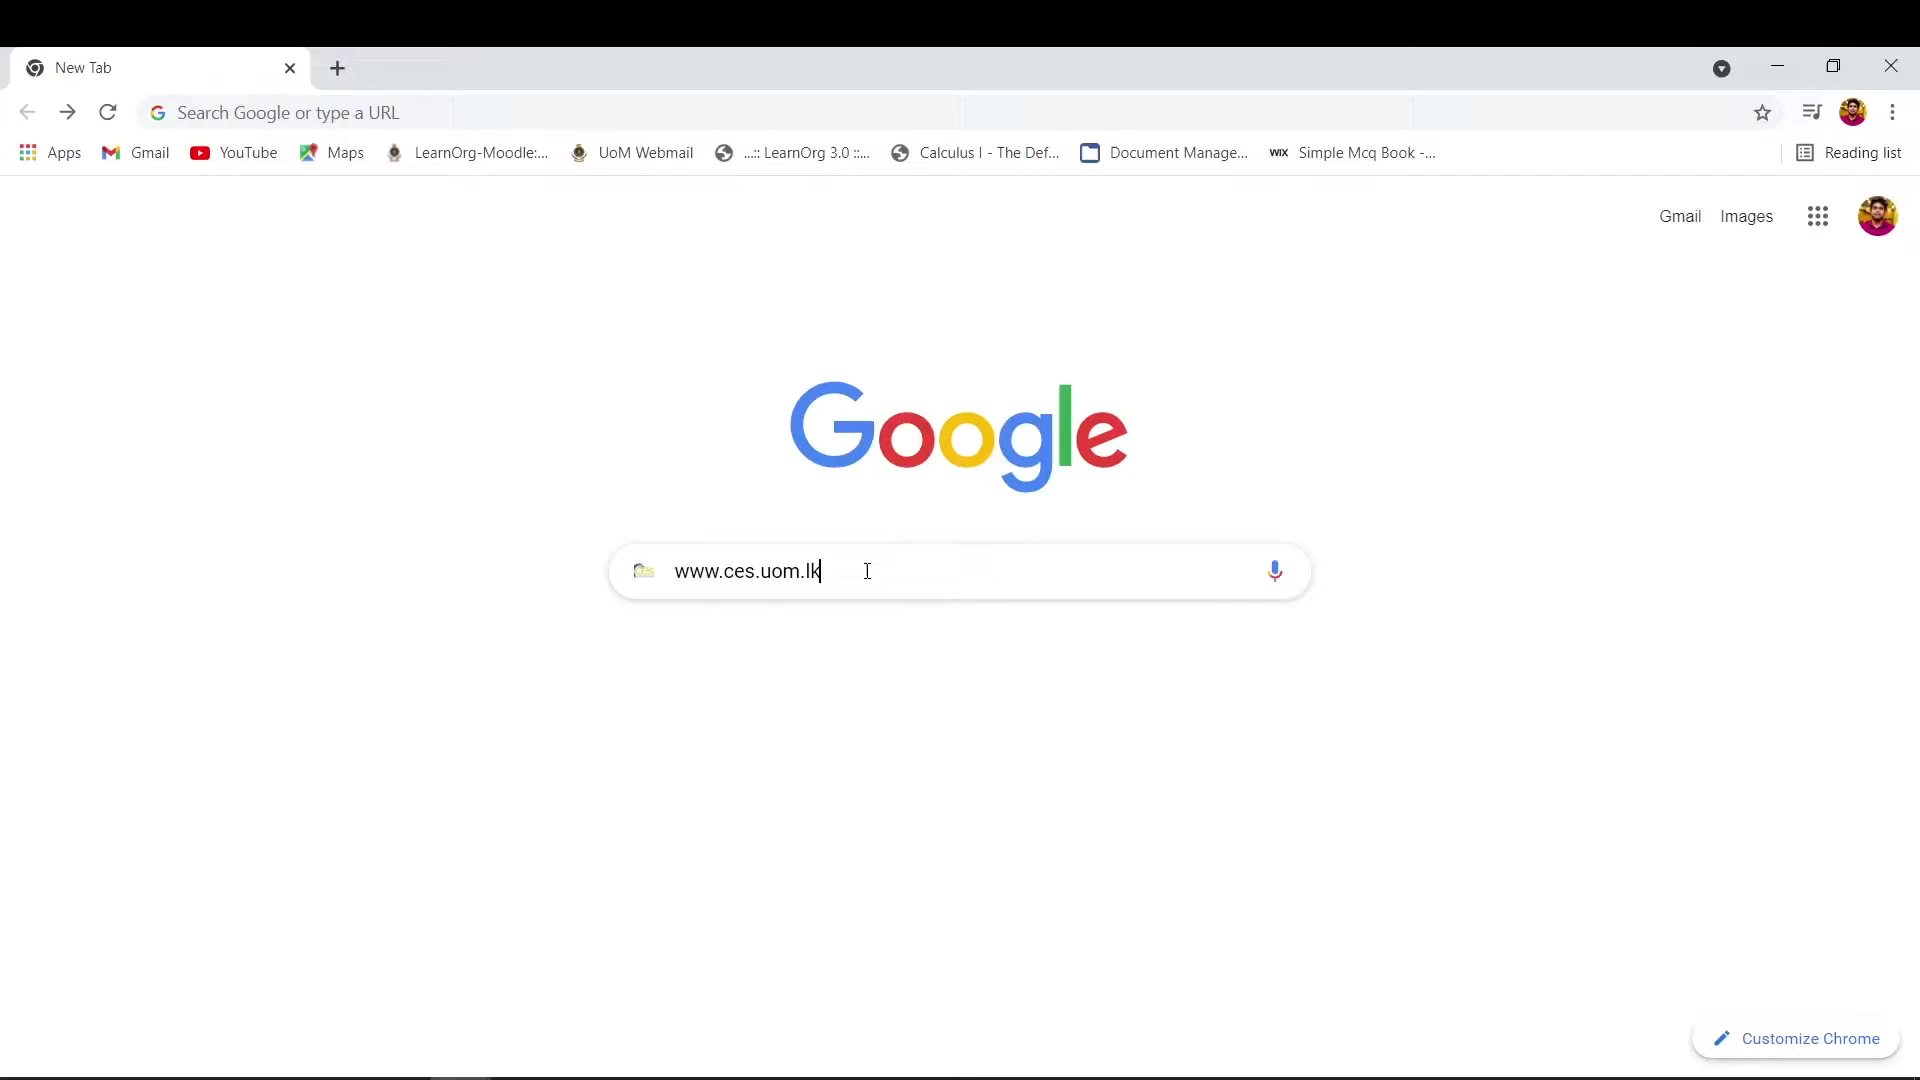 New Tab
Search Google or type a URL
Apps Gmail YouTube Maps LearnOrg-Moodle:... UoM Webmail ...:: LearnOrg 3.0 ::... Calculus I - The Def... Document Manage... WIX Simple Mcq Book -... Reading list
Gmail Images
Google
www.ces.uom.lk
Customize Chrome